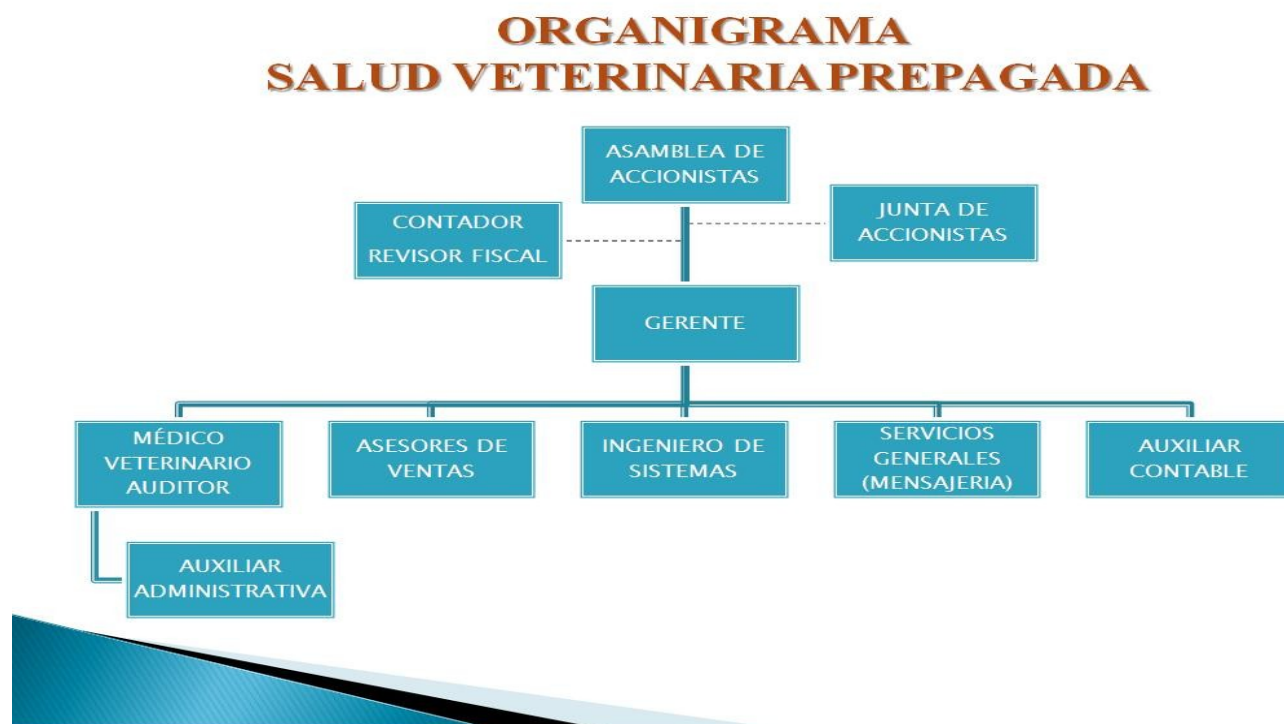 ORGANIGRAMA
SALUD VETERINARIA PREPAGADA
ASAMBLEA DE
ACCIONISTAS
CONTADOR
REVISOR FISCAL
JUNTA DE
ACCIONISTAS
GERENTE
MÉDICO
VETERINARIO
AUDITOR
ASESORES DE
VENTAS
INGENIERO DE
SISTEMAS
SERVICIOS
GENERALES
(MENSAJERIA)
AUXILIAR
CONTABLE
AUXILIAR
ADMINISTRATIVA